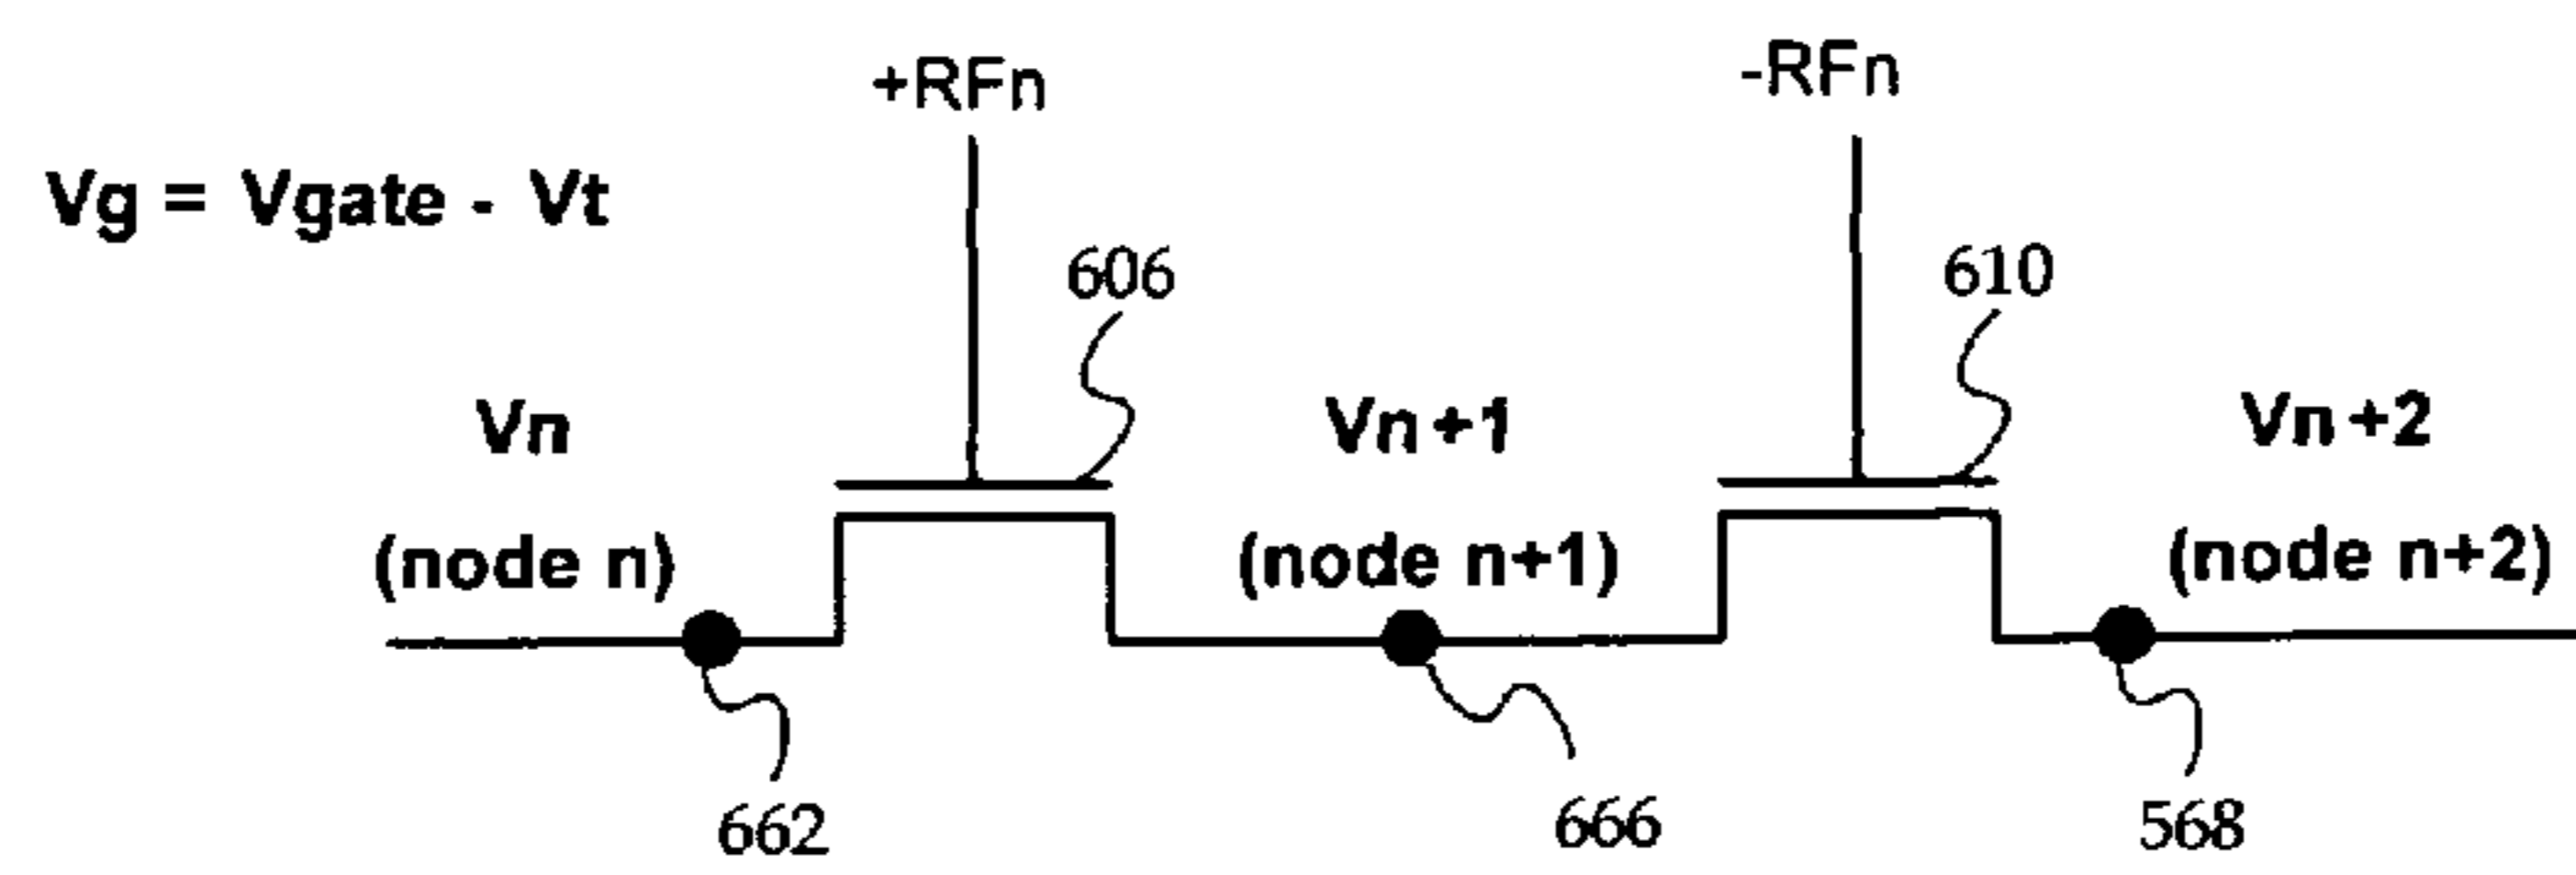 +RFn
-RFn
Vg = Vgate - Vt
606
610
Vn
Vn+1
Vn+2
(node n)
(node n+1)
(node n+2)
662
666
568